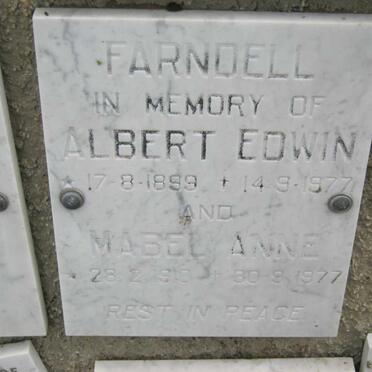 FARNDELL
IN MEMORY OF
ALBERT EDWIN
* 17-8-1899 + 14-9-1977
AND
MABEL ANNE
+ 30-9-1977
REST IN PEACE